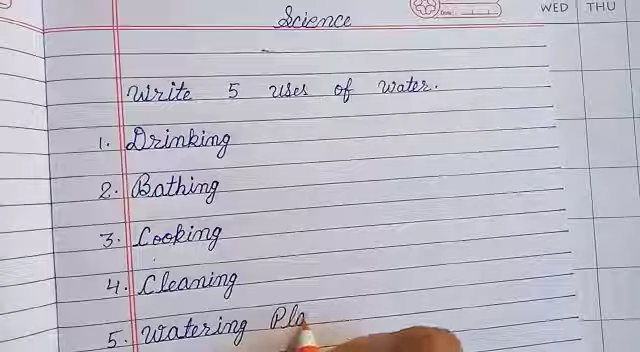 Science
Date:
WED THU
Write 5 uses of water.
1. Drinking
2. Bathing
3. Cooking
4. Cleaning
5. Watering Pla